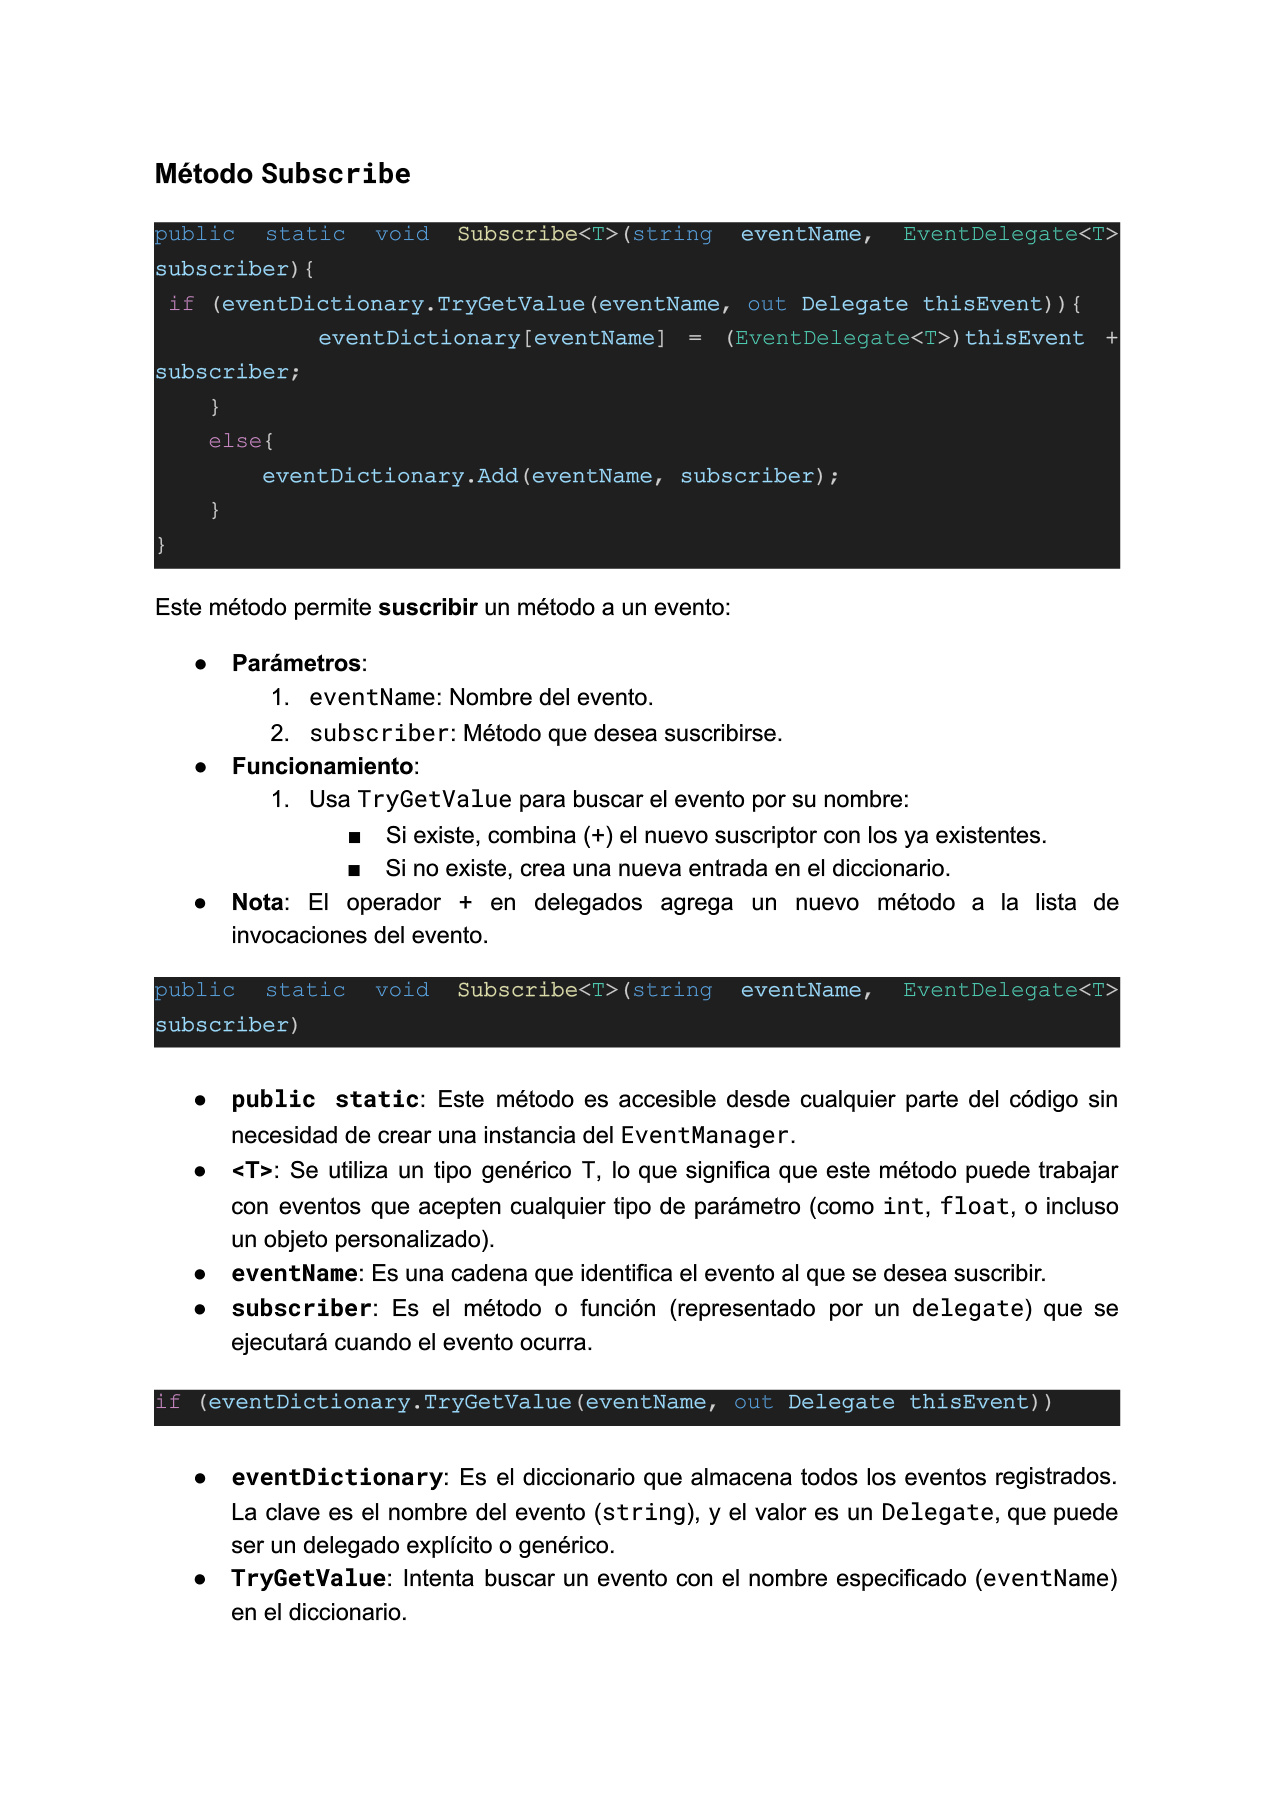 Método Subscribe
public static void Subscribe<T>(string eventName, EventDelegate<T>
subscriber){
if (eventDictionary.TryGetValue(eventName, out Delegate thisEvent)){
eventDictionary[eventName] = (EventDelegate<T>)thisEvent +
subscriber;
}
else{
eventDictionary.Add(eventName, subscriber);
}
}
Este método permite suscribir un método a un evento:
● Parámetros:
1. eventName: Nombre del evento.
2. subscriber: Método que desea suscribirse.
● Funcionamiento:
1. Usa TryGetValue para buscar el evento por su nombre:
■ Si existe, combina (+) el nuevo suscriptor con los ya existentes.
■ Si no existe, crea una nueva entrada en el diccionario.
● Nota: El operador + en delegados agrega un nuevo método a la lista de
invocaciones del evento.
public static void Subscribe<T>(string eventName, EventDelegate<T>
subscriber)
● public static: Este método es accesible desde cualquier parte del código sin
necesidad de crear una instancia del EventManager.
● <T>: Se utiliza un tipo genérico T, lo que significa que este método puede trabajar
con eventos que acepten cualquier tipo de parámetro (como int, float, o incluso
un objeto personalizado).
● eventName: Es una cadena que identifica el evento al que se desea suscribir.
● subscriber: Es el método o función (representado por un delegate) que se
ejecutará cuando el evento ocurra.
if (eventDictionary.TryGetValue(eventName, out Delegate thisEvent))
● eventDictionary: Es el diccionario que almacena todos los eventos registrados.
La clave es el nombre del evento (string), y el valor es un Delegate, que puede
ser un delegado explícito o genérico.
● TryGetValue: Intenta buscar un evento con el nombre especificado (eventName)
en el diccionario.